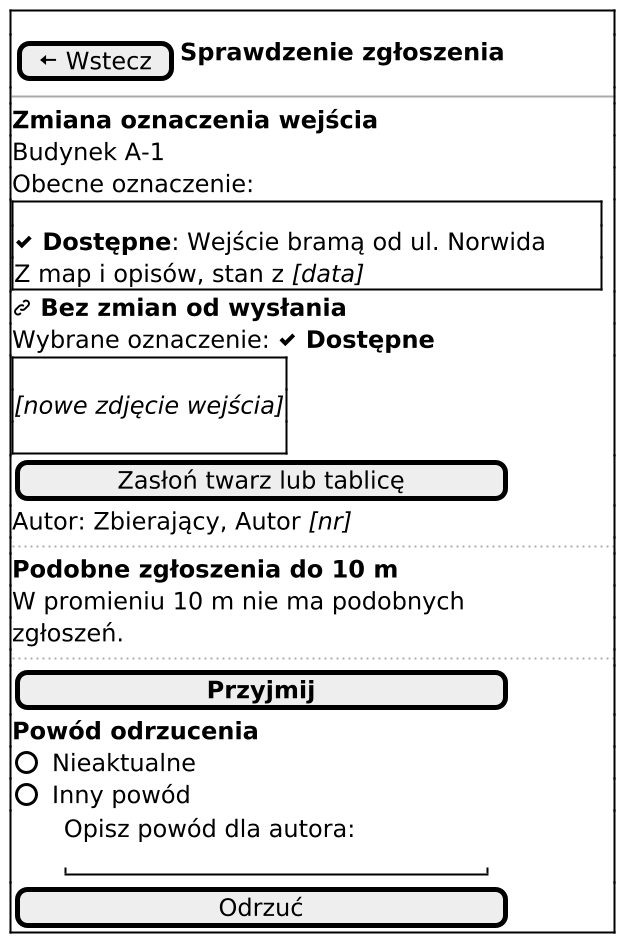 ← Wstecz Sprawdzenie zgłoszenia
Zmiana oznaczenia wejścia
Budynek A-1
Obecne oznaczenie:
✔ Dostępne: Wejście bramą od ul. Norwida
Z map i opisów, stan z [data]
Bez zmian od wysłania
Wybrane oznaczenie: ✔ Dostępne
[nowe zdjęcie wejścia]
Zasłoń twarz lub tablicę
Autor: Zbierający, Autor [nr]
Podobne zgłoszenia do 10 m
W promieniu 10 m nie ma podobnych
zgłoszeń.
Przyjmij
Powód odrzucenia
Nieaktualne
Inny powód
Opisz powód dla autora:
Odrzuć